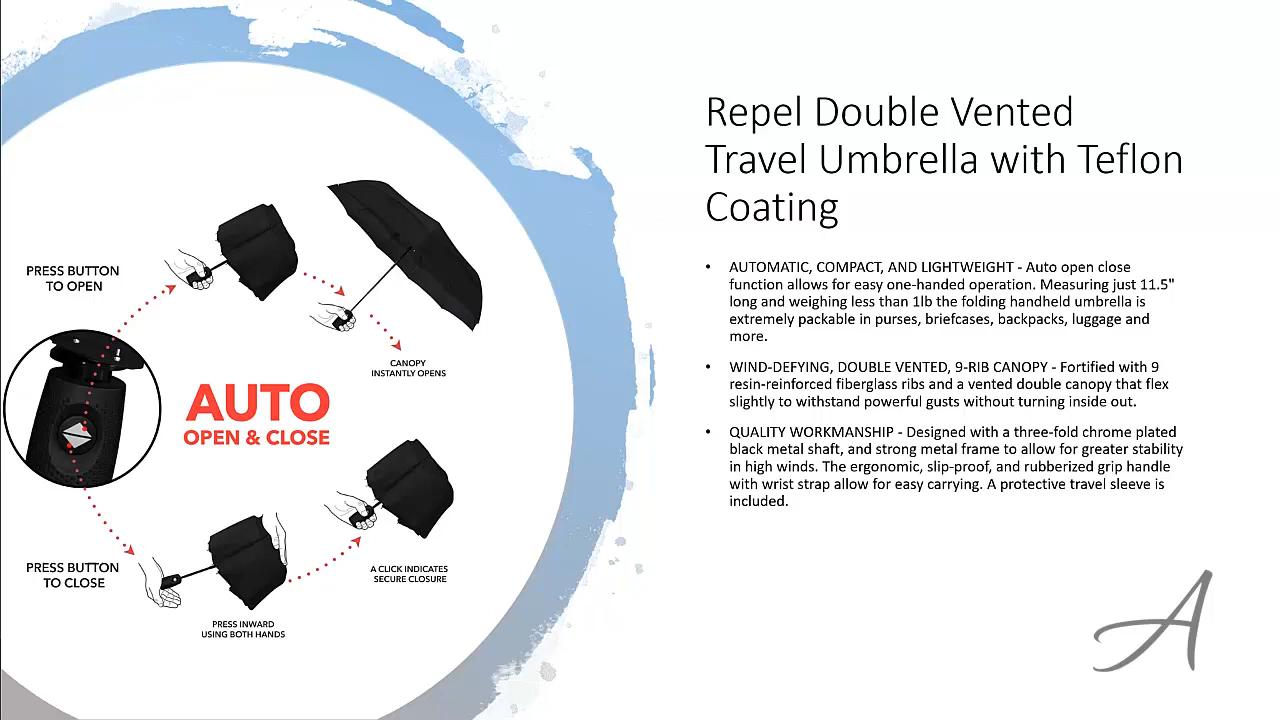 Repel Double Vented
Travel Umbrella with Teflon
Coating
• AUTOMATIC, COMPACT, AND LIGHTWEIGHT - Auto open close
function allows for easy one-handed operation. Measuring just 11.5"
long and weighing less than 1lb the folding handheld umbrella is
extremely packable in purses, briefcases, backpacks, luggage and
more.
• WIND-DEFYING, DOUBLE VENTED, 9-RIB CANOPY - Fortified with 9
resin-reinforced fiberglass ribs and a vented double canopy that flex
slightly to withstand powerful gusts without turning inside out.
• QUALITY WORKMANSHIP - Designed with a three-fold chrome plated
black metal shaft, and strong metal frame to allow for greater stability
in high winds. The ergonomic, slip-proof, and rubberized grip handle
with wrist strap allow for easy carrying. A protective travel sleeve is
included.
PRESS BUTTON
TO OPEN
CANOPY
INSTANTLY OPENS
AUTO
OPEN & CLOSE
PRESS BUTTON
TO CLOSE
PRESS INWARD
USING BOTH HANDS
A CLICK INDICATES
SECURE CLOSURE
A